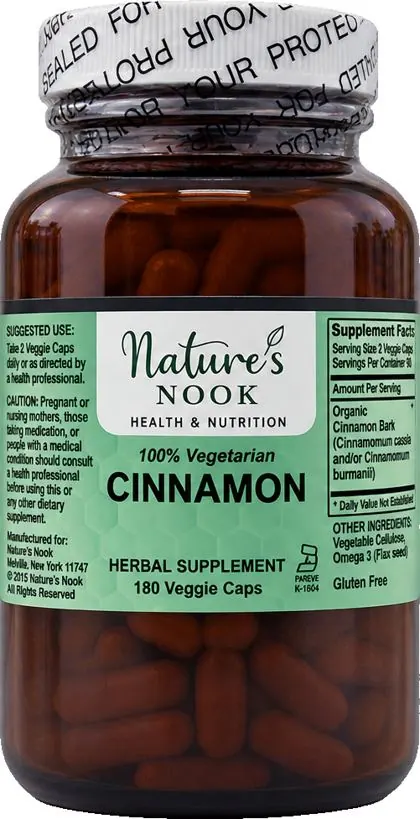 SEALED FOR YOUR PROTEC
SUGGESTED USE:
Take 2 Veggie Caps
daily or as directed by
a health professional.
CAUTION: Pregnant or
nursing mothers, those
taking medication, or
people with a medical
condition should consult
a health professional
before using this or
any other dietary
supplement.
Manufactured for:
Nature's Nook
Melville, New York 11747
© 2015 Nature's Nook
All Rights Reserved
Nature's
NOOK
HEALTH & NUTRITION
100% Vegetarian
CINNAMON
HERBAL SUPPLEMENT
180 Veggie Caps
PAREVE
K-1604
Supplement Facts
Serving Size 2 Veggie Caps
Servings Per Container 90
Amount Per Serving
Organic *
Cinnamon Bark
(Cinnamomum cassia
and/or Cinnamomum
burmanii)
* Daily Value Not Established
OTHER INGREDIENTS:
Vegetable Cellulose,
Omega 3 (Flax seed)
Gluten Free